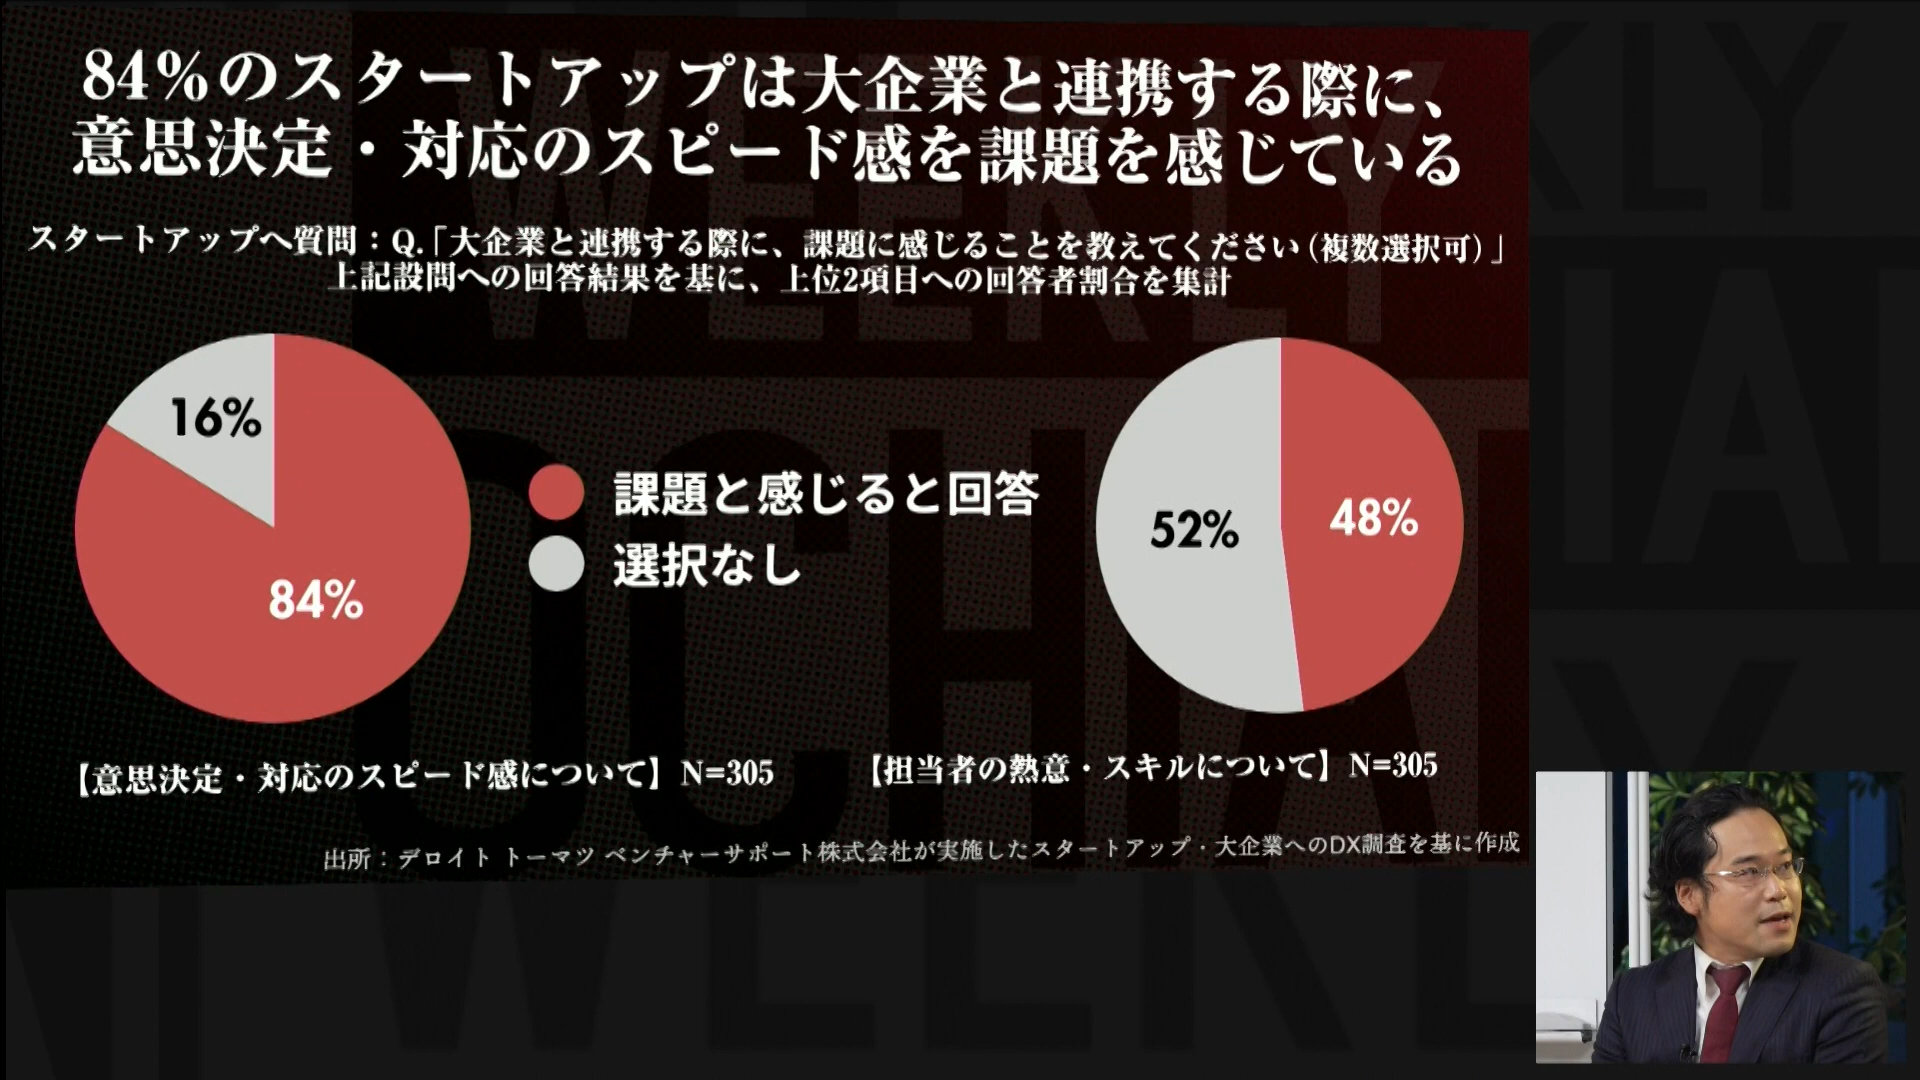 84%のスタートアップは大企業と連携する際に、
意思決定・対応のスピード感を課題を感じている
スタートアップへ質問：Q.「大企業と連携する際に、課題に感じることを教えてください（複数選択可）」
上記設問への回答結果を基に、上位2項目への回答者割合を集計
16%
84%
課題と感じると回答
選択なし
52%
48%
【意思決定・対応のスピード感について】N=305
【担当者の熱意・スキルについて】N=305
出所：デロイト トーマツ ベンチャーサポート株式会社が実施したスタートアップ・大企業へのDX調査を基に作成
WEEKLY
OCHIAI
WEEKLY